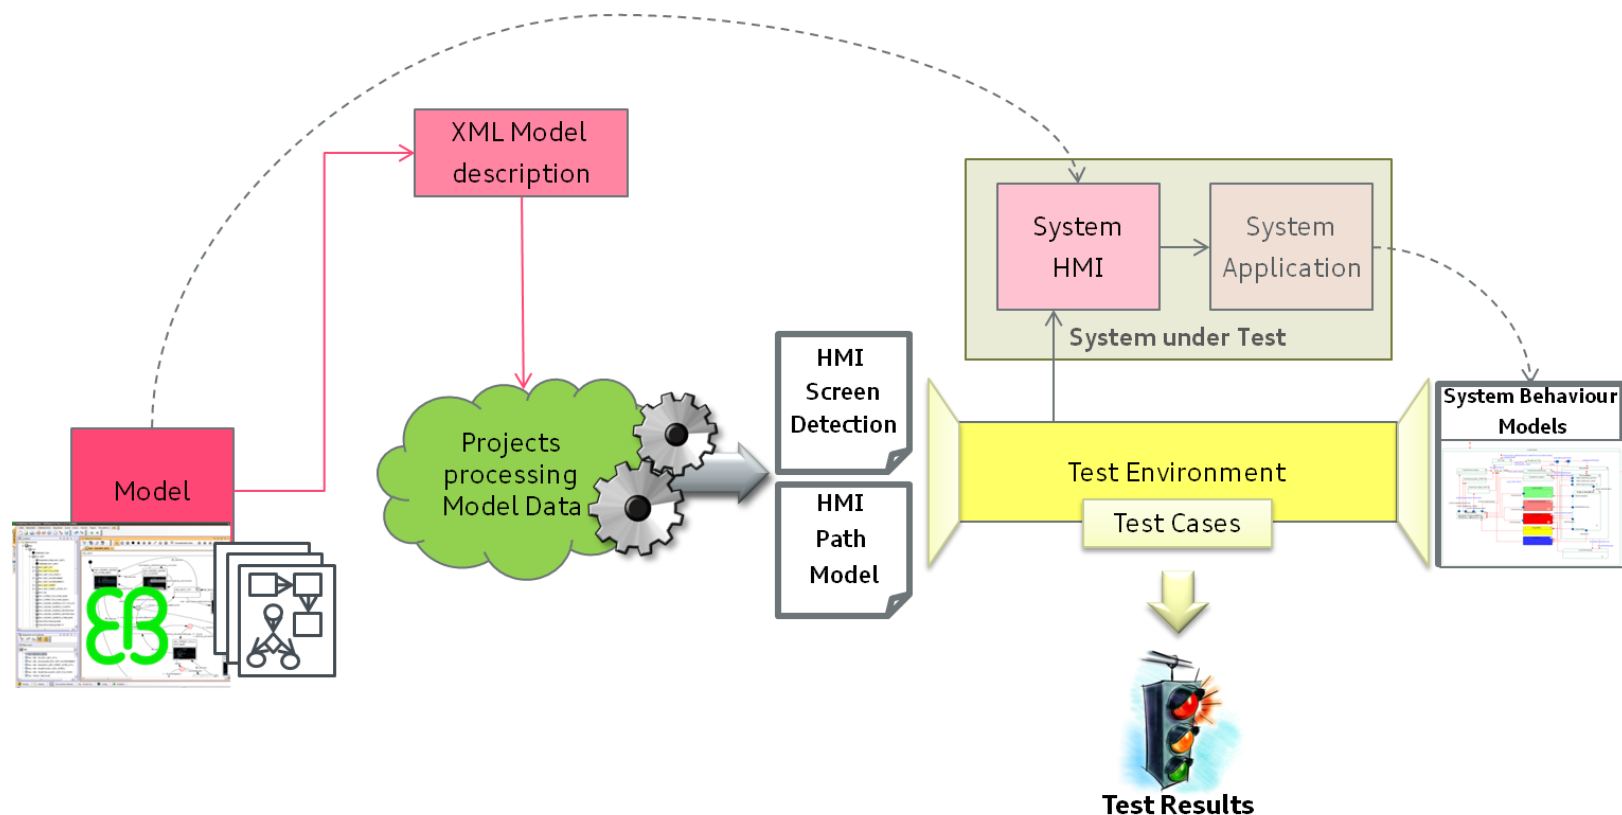 XML Model
description
System
HMI
System
Application
System under Test
HMI
Screen
Detection
System Behaviour
Models
Projects
processing
Model Data
Model
Test Environment
Test Cases
HMI
Path
Model
Test Results